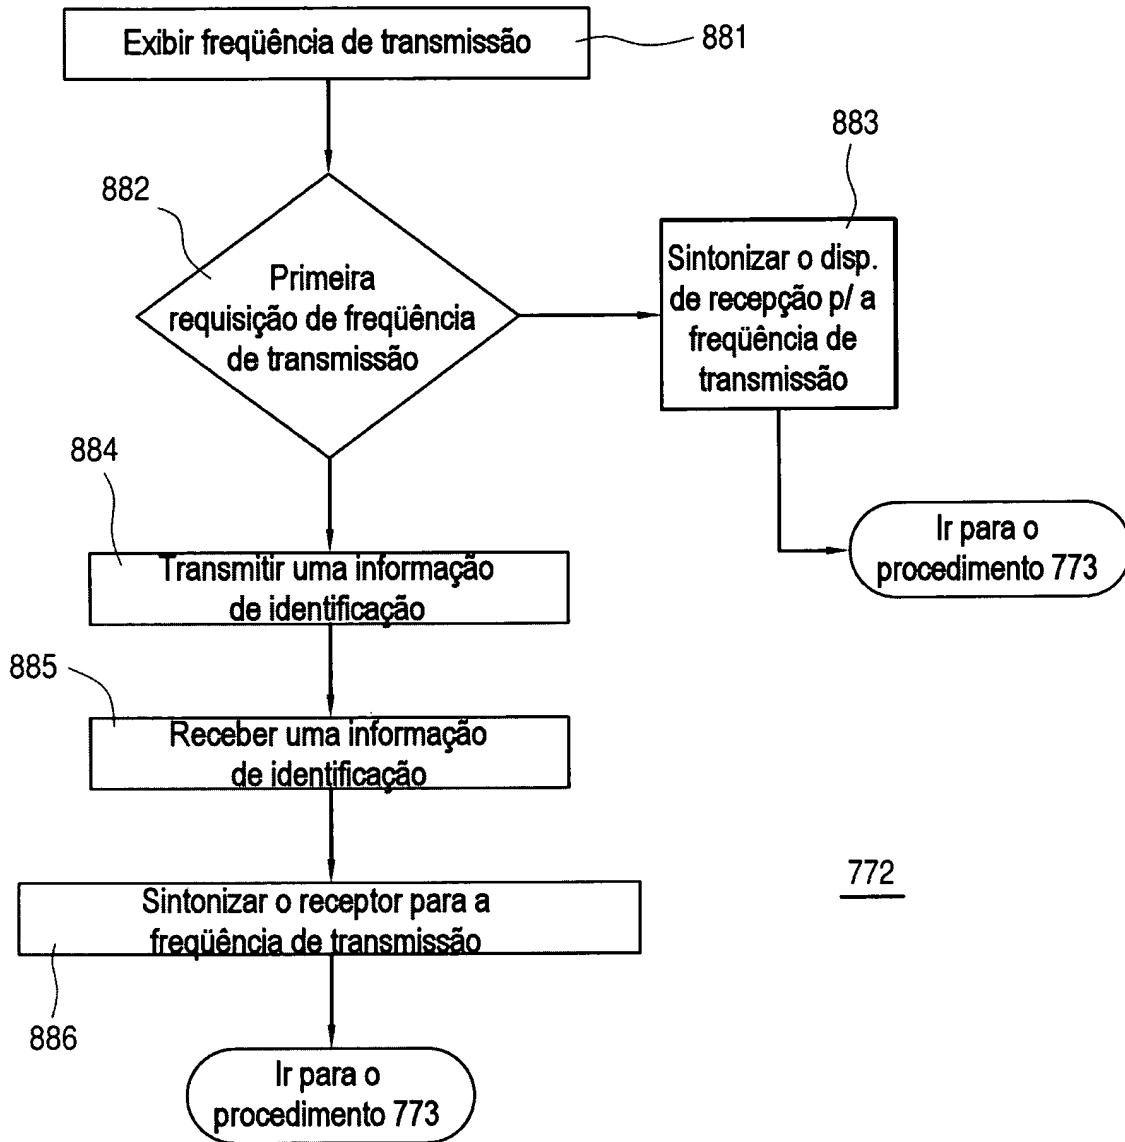 Exibir freqüência de transmissão
881
882
Primeira
requisição de freqüência
de transmissão
883
Sintonizar o disp.
de recepção p/ a
freqüência de
transmissão
Ir para o
procedimento 773
884
Transmitir uma informação
de identificação
885
Receber uma informação
de identificação
Sintonizar o receptor para a
freqüência de transmissão
886
Ir para o
procedimento 773
772